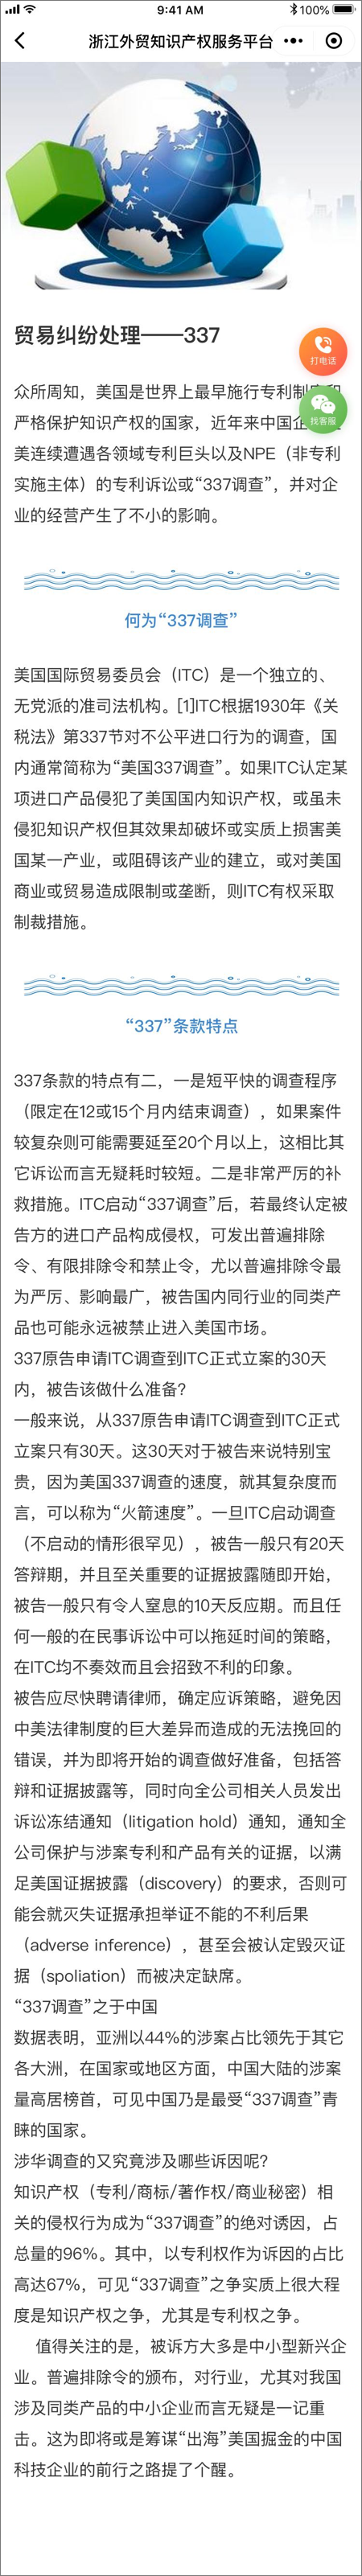 9:41 AM
100%
浙江外贸知识产权服务平台
贸易纠纷处理——337
打电话
找客服
众所周知，美国是世界上最早施行专利制度和
严格保护知识产权的国家，近年来中国企
美连续遭遇各领域专利巨头以及NPE（非专利
实施主体）的专利诉讼或“337调查”，并对企
业的经营产生了不小的影响。
何为“337调查”
美国国际贸易委员会（ITC）是一个独立的、
无党派的准司法机构。[1]ITC根据1930年《关
税法》第337节对不公平进口行为的调查，国
内通常简称为“美国337调查”。如果ITC认定某
项进口产品侵犯了美国国内知识产权，或虽未
侵犯知识产权但其效果却破坏或实质上损害美
国某一产业，或阻碍该产业的建立，或对美国
商业或贸易造成限制或垄断，则ITC有权采取
制裁措施。
“337”条款特点
337条款的特点有二，一是短平快的调查程序
（限定在12或15个月内结束调查），如果案件
较复杂则可能需要延至20个月以上，这相比其
它诉讼而言无疑耗时较短。二是非常严厉的补
救措施。ITC启动“337调查”后，若最终认定被
告方的进口产品构成侵权，可发出普遍排除
令、有限排除令和禁止令，尤以普遍排除令最
为严厉、影响最广，被告国内同行业的同类产
品也可能永远被禁止进入美国市场。
337原告申请ITC调查到ITC正式立案的30天
内，被告该做什么准备？
一般来说，从337原告申请ITC调查到ITC正式
立案只有30天。这30天对于被告来说特别宝
贵，因为美国337调查的速度，就其复杂度而
言，可以称为“火箭速度”。一旦ITC启动调查
（不启动的情形很罕见），被告一般只有20天
答辩期，并且至关重要的证据披露随即开始，
被告一般只有令人窒息的10天反应期。而且任
何一般的在民事诉讼中可以拖延时间的策略，
在ITC均不奏效而且会招致不利的印象。
被告应尽快聘请律师，确定应诉策略，避免因
中美法律制度的巨大差异而造成的无法挽回的
错误，并为即将开始的调查做好准备，包括答
辩和证据披露等，同时向全公司相关人员发出
诉讼冻结通知（litigation hold）通知，通知全
公司保护与涉案专利和产品有关的证据，以满
足美国证据披露（discovery）的要求，否则可
能会就灭失证据承担举证不能的不利后果
（adverse inference），甚至会被认定毁灭证
据（spoliation）而被决定缺席。
“337调查”之于中国
数据表明，亚洲以44%的涉案占比领先于其它
各大洲，在国家或地区方面，中国大陆的涉案
量高居榜首，可见中国乃是最受“337调查”青
睐的国家。
涉华调查的又究竟涉及哪些诉因呢？
知识产权（专利/商标/著作权/商业秘密）相
关的侵权行为成为“337调查”的绝对诱因，占
总量的96%。其中，以专利权作为诉因的占比
高达67%，可见“337调查”之争实质上很大程
度是知识产权之争，尤其是专利权之争。
值得关注的是，被诉方大多是中小型新兴企
业。普遍排除令的颁布，对行业，尤其对我国
涉及同类产品的中小企业而言无疑是一记重
击。这为即将或是筹谋“出海”美国掘金的中国
科技企业的前行之路提了个醒。